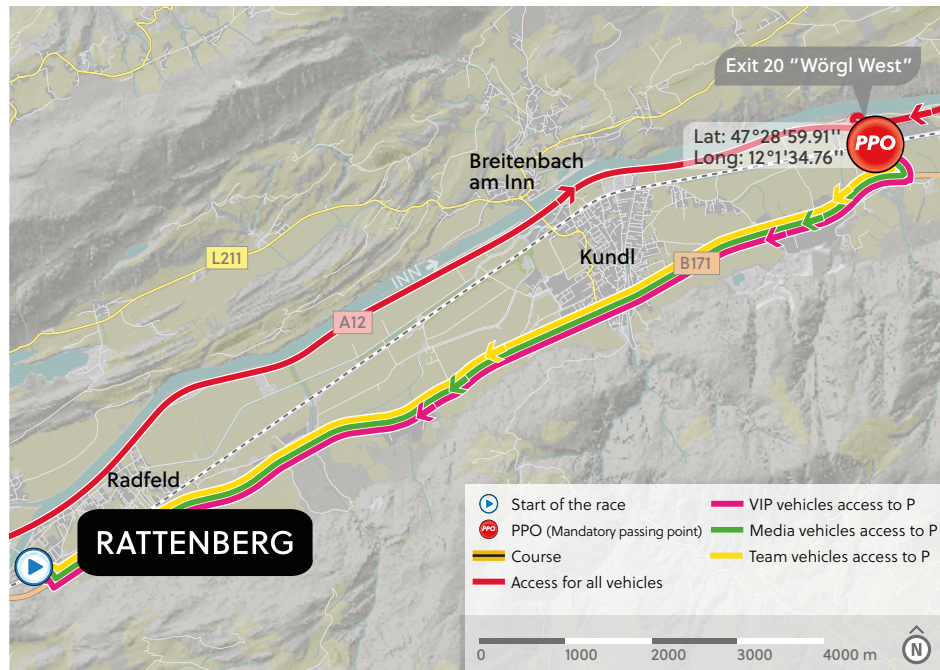 Exit 20 “Wörgl West”
Lat: 47°28'59.91''
Long: 12°1'34.76''
PPO
Breitenbach
am Inn
Kundl
L211
INN
B171
A12
Radfeld
RATTENBERG
Start of the race
PPO
PPO (Mandatory passing point)
Course
Access for all vehicles
VIP vehicles access to P
Media vehicles access to P
Team vehicles access to P
0 1000 2000 3000 4000 m
N